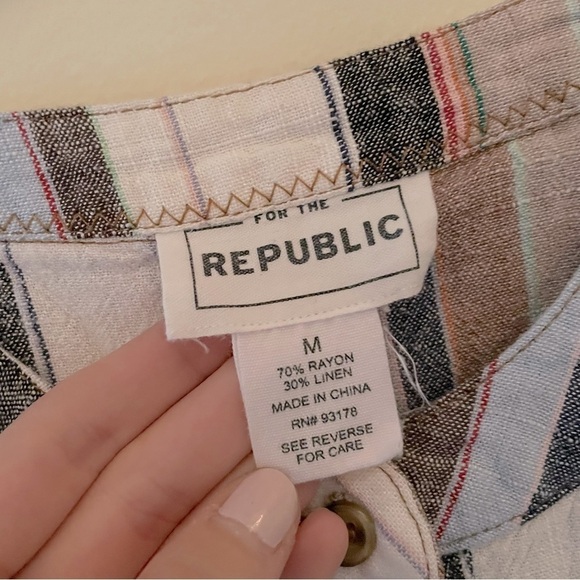 FOR THE
REPUBLIC
M
70% RAYON
30% LINEN
MADE IN CHINA
RN# 93178
SEE REVERSE
FOR CARE